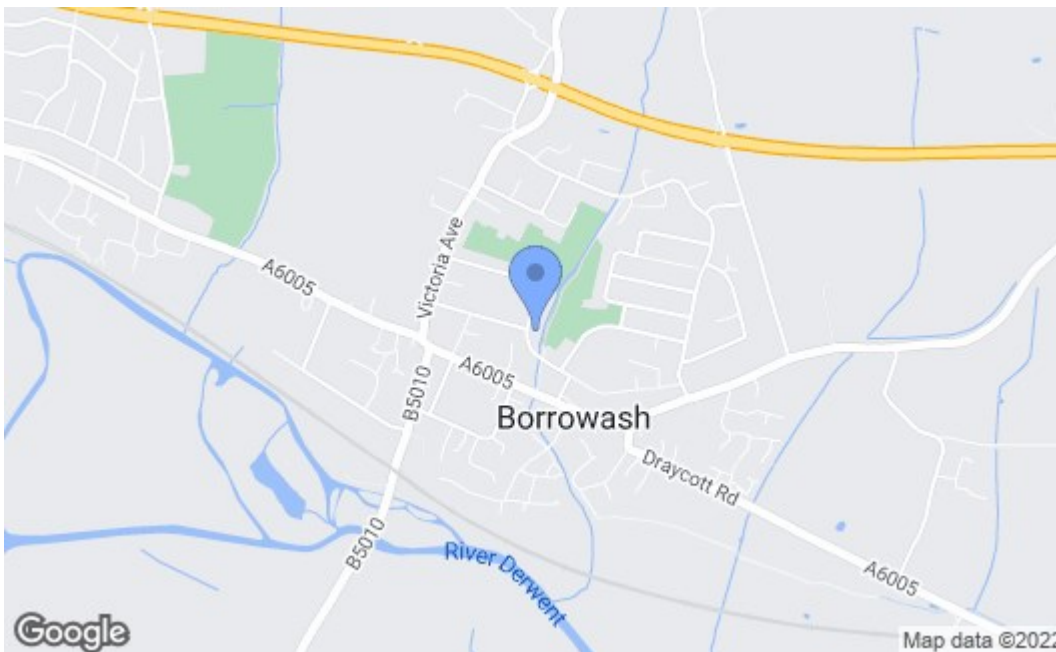 Victoria Ave
A6005
A6005
B5010
Borrowash
Draycott Rd
B5010
River Derwent
A6005
Google
Map data ©2022